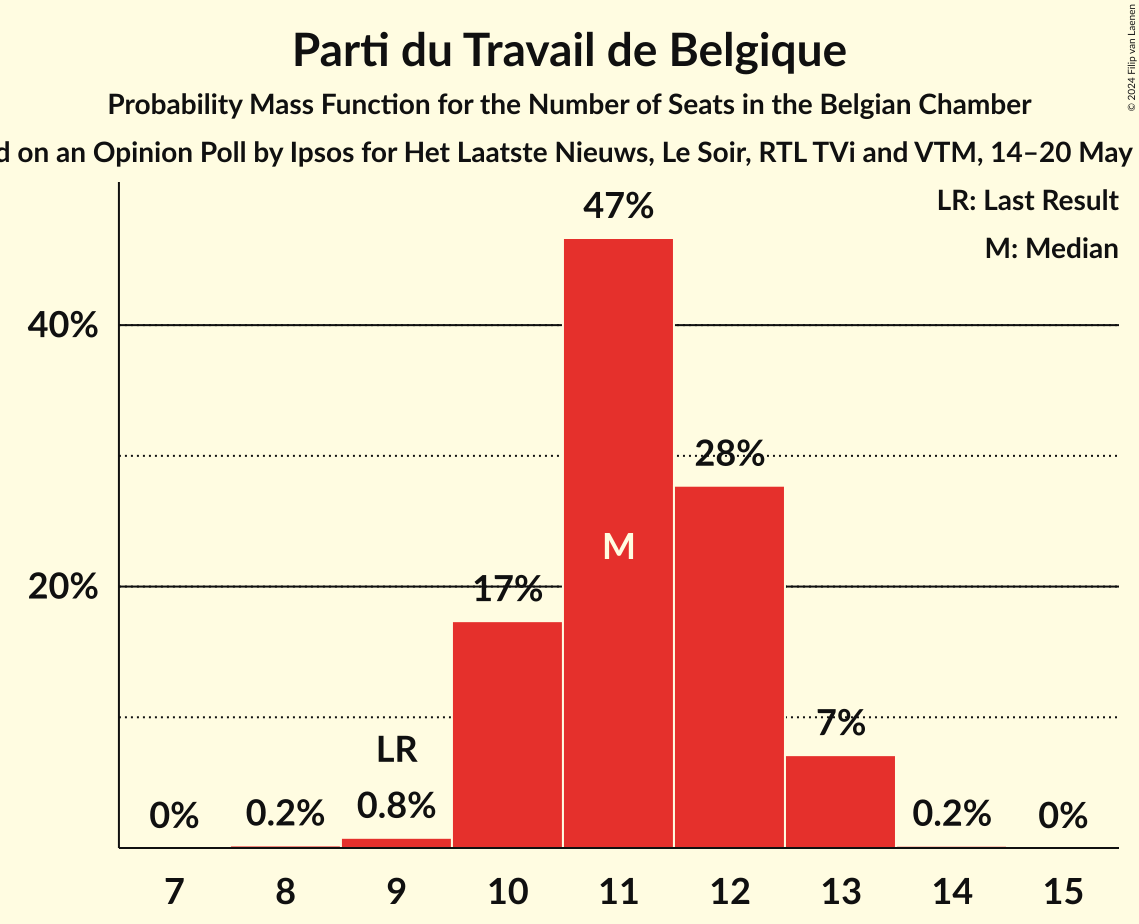 Parti du Travail de Belgique
Probability Mass Function for the Number of Seats in the Belgian Chamber
on an Opinion Poll by Ipsos for Het Laatste Nieuws, Le Soir, RTL TVi and VTM, 14–20 May
© 2024 Filip van Laenen
LR: Last Result
M: Median
47%
40%
28%
M
20%
17%
7%
LR
0% 0.2% 0.8% 0.2% 0%
7 8 9 10 11 12 13 14 15